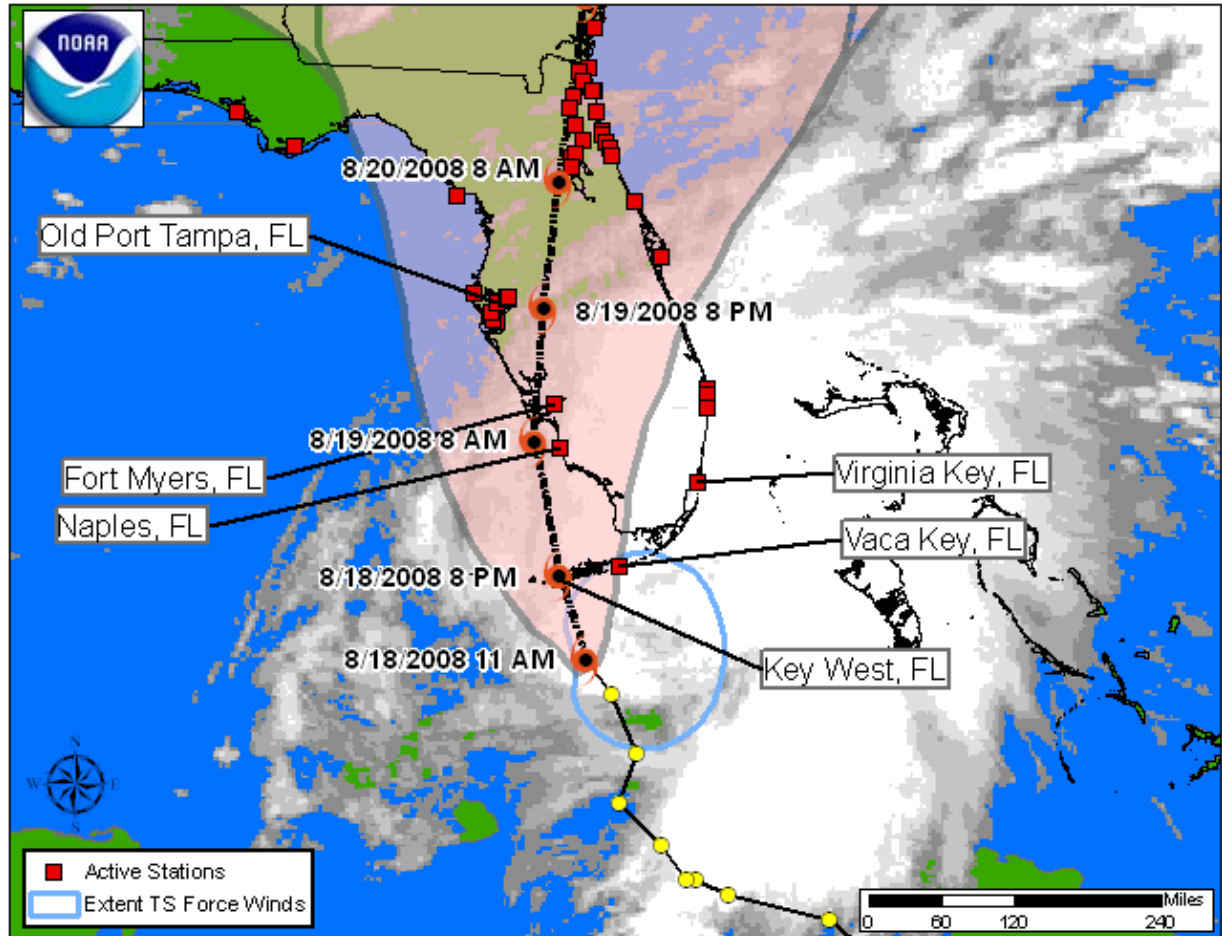 NOAA
8/20/2008 8 AM
Old Port Tampa, FL
8/19/2008 8 PM
8/19/2008 8 AM
Fort Myers, FL
Virginia Key, FL
Naples, FL
Vaca Key, FL
8/18/2008 8 PM
8/18/2008 11 AM
Key West, FL
N
W
E
S
Active Stations
Extent TS Force Winds
Miles
0 60 120 240